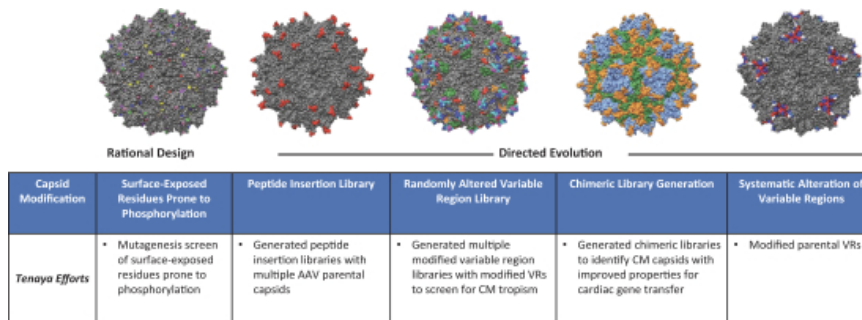 Rational Design
Directed Evolution
Capsid
Modification
Surface-Exposed
Residues Prone to
Phosphorylation
Peptide Insertion Library
Randomly Altered Variable
Region Library
Chimeric Library Generation
Systematic Alteration of
Variable Regions
Tenaya Efforts
• Mutagenesis screen
of surface-exposed
residues prone to
phosphorylation
• Generated peptide
insertion libraries with
multiple AAV parental
capsids
• Generated multiple
modified variable region
libraries with modified VRs
to screen for CM tropism
• Generated chimeric libraries
to identify CM capsids with
improved properties for
cardiac gene transfer
• Modified parental VRs